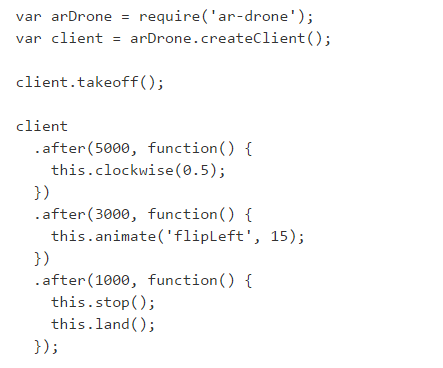 var arDrone = require('ar-drone');
var client = arDrone.createClient();

client.takeoff();

client
  .after(5000, function() {
    this.clockwise(0.5);
  })
  .after(3000, function() {
    this.animate('flipLeft', 15);
  })
  .after(1000, function() {
    this.stop();
    this.land();
  });